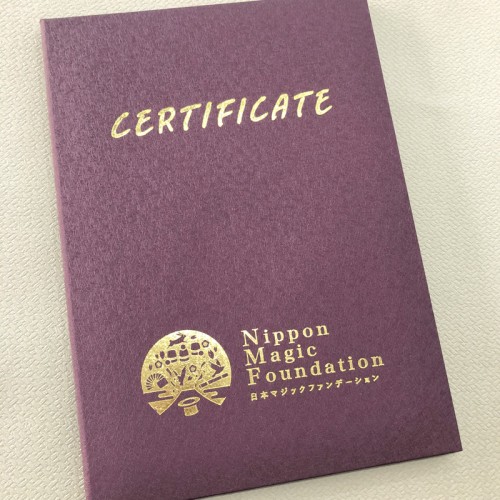 CERTIFICATE
Nippon
Magic
Foundation
日本マジックファンデーション